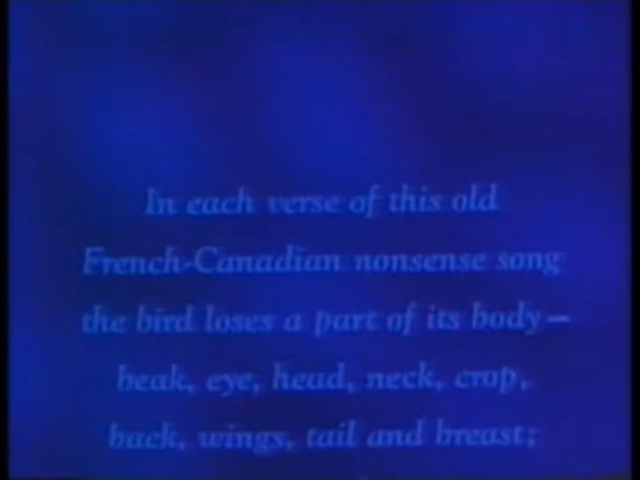 In each verse of this old
French-Canadian nonsense song
the bird loses a part of its body—
beak, eye, head, neck, crop,
back, wings, tail and breast;